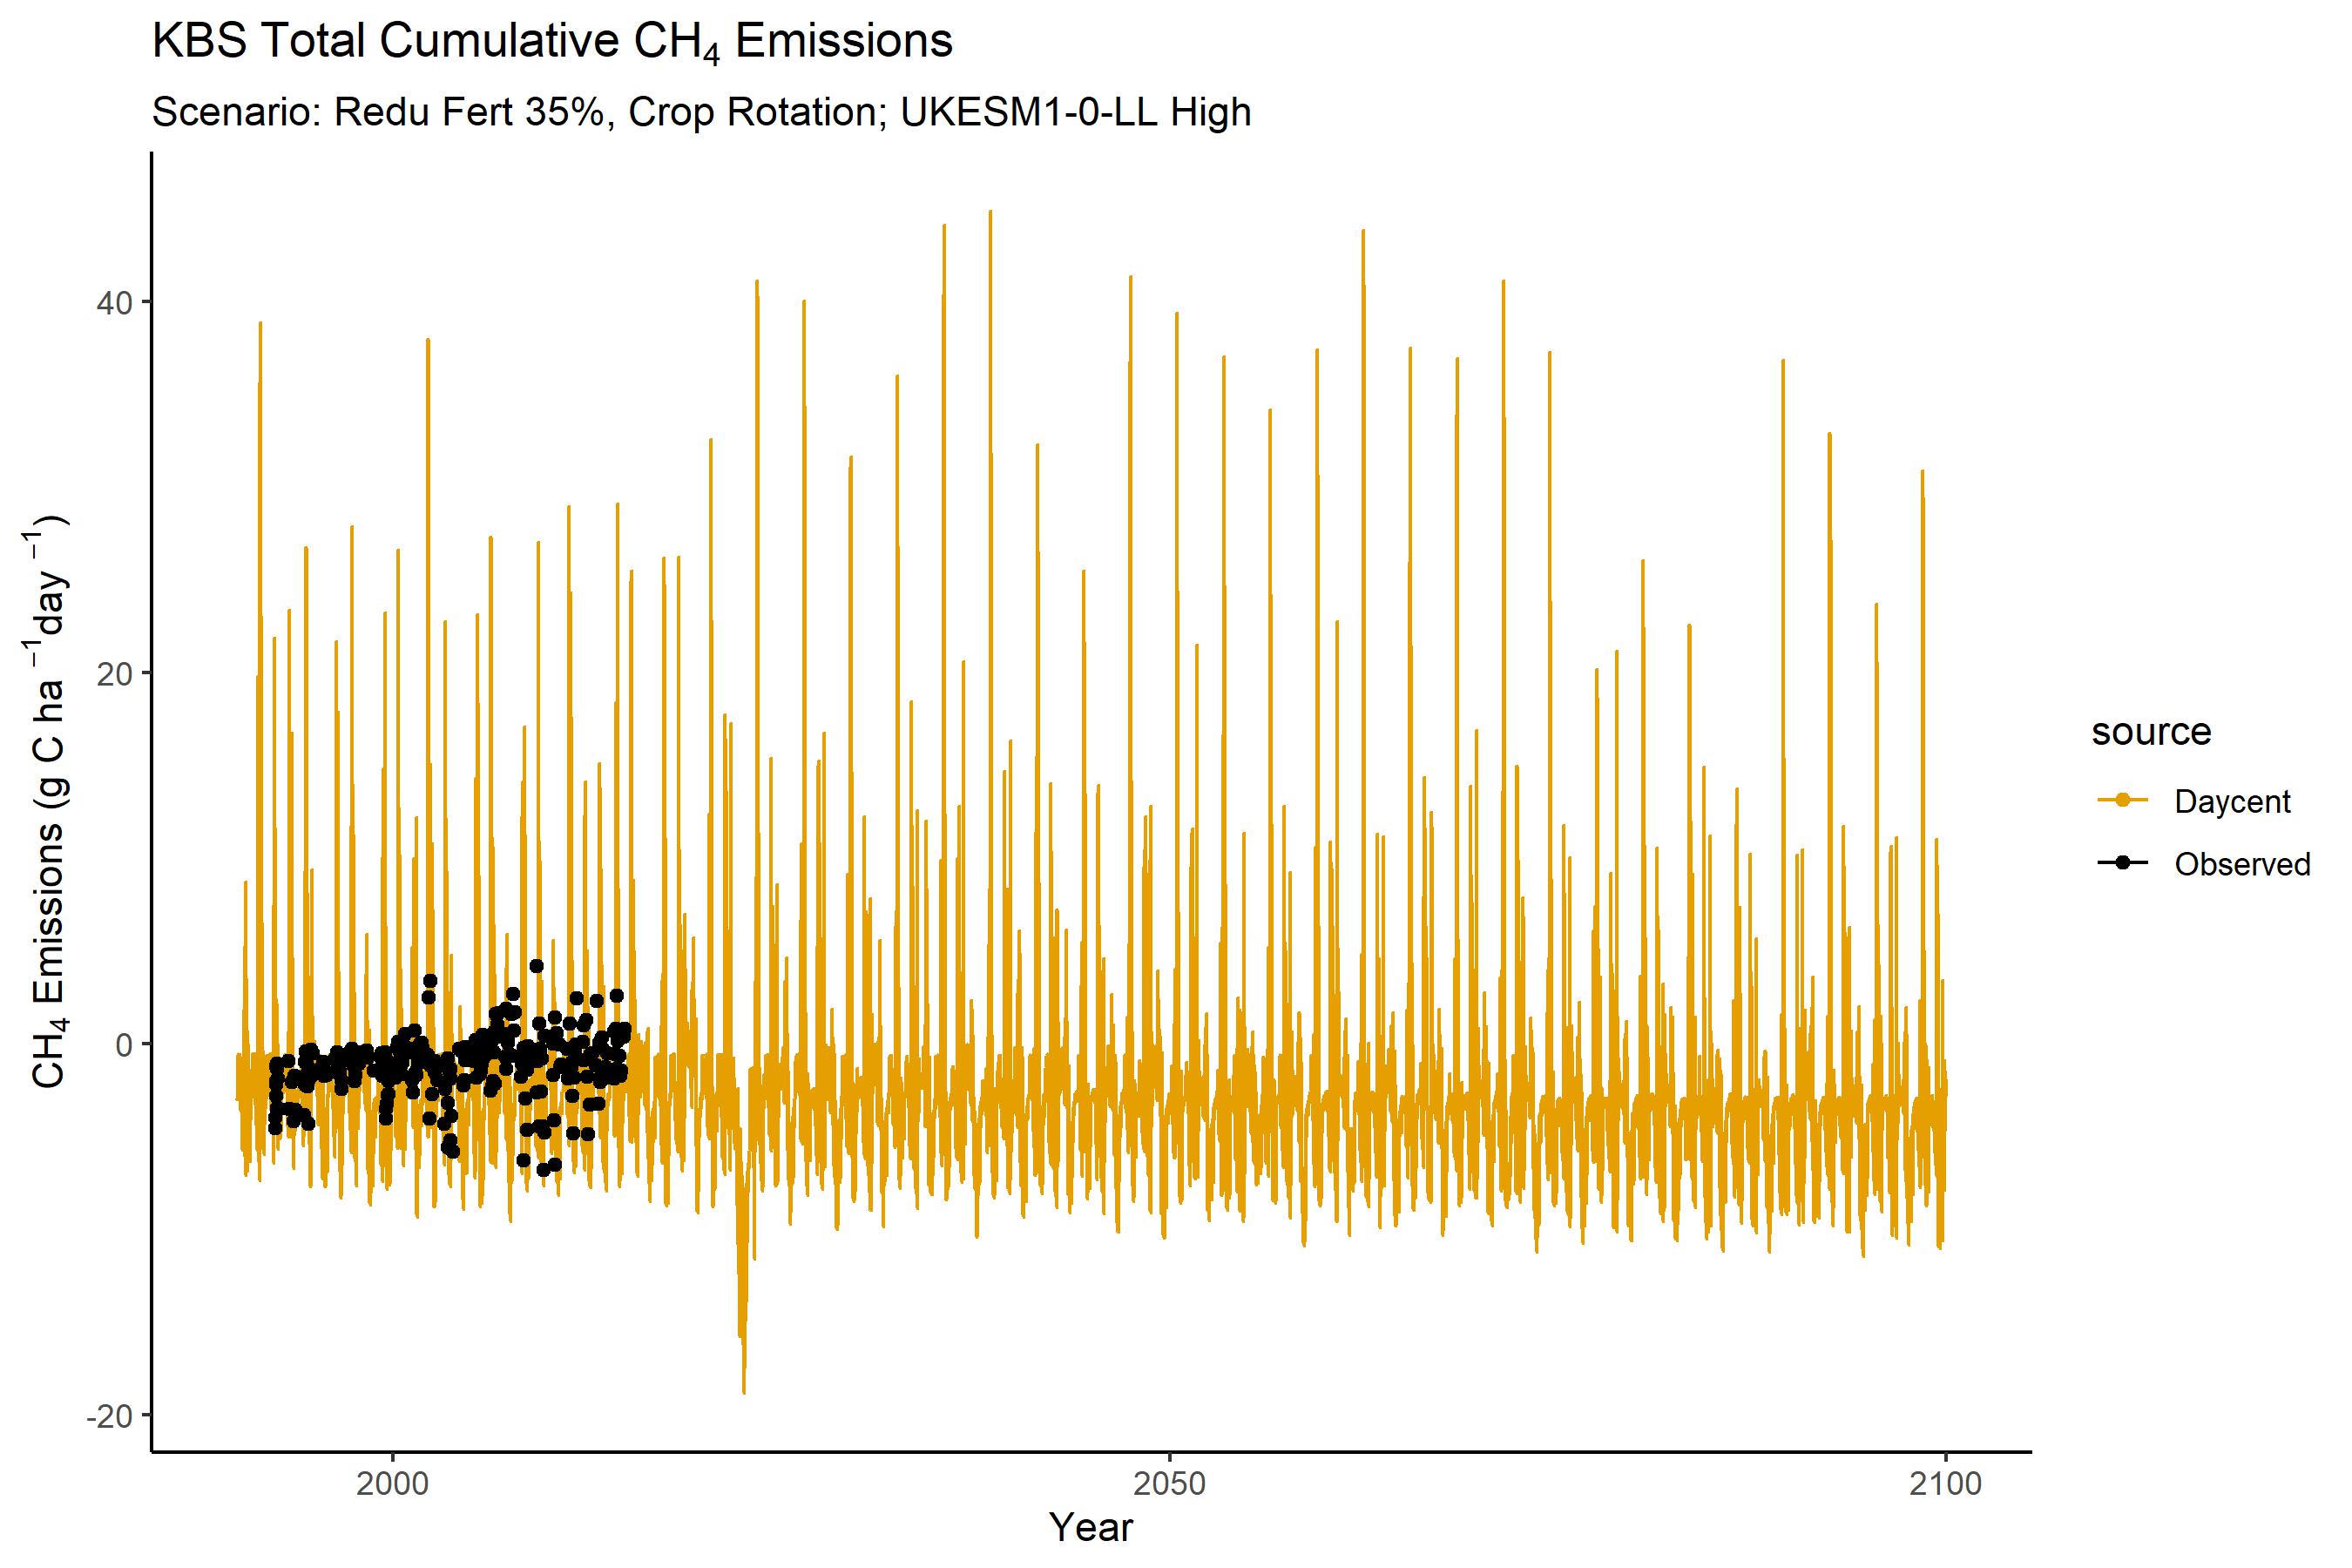 KBS Total Cumulative CH₄ Emissions
Scenario: Redu Fert 35%, Crop Rotation; UKESM1-0-LL High
CH₄ Emissions (g C ha ⁻¹day ⁻¹)
40
20
0
-20
2000
2050
2100
Year
source
Daycent
Observed